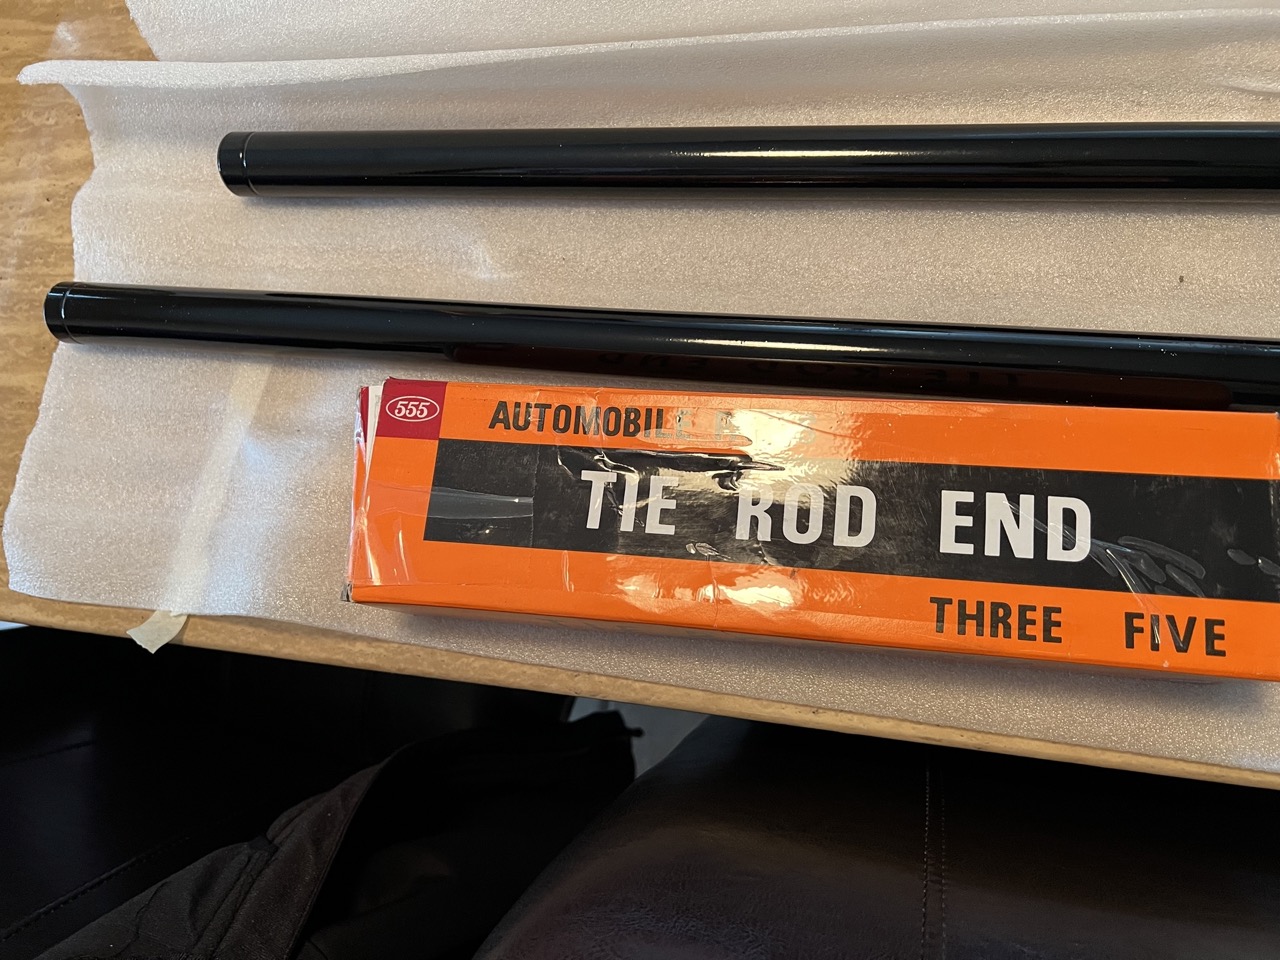 555
AUTOMOBILE
TIE ROD END
THREE FIVE